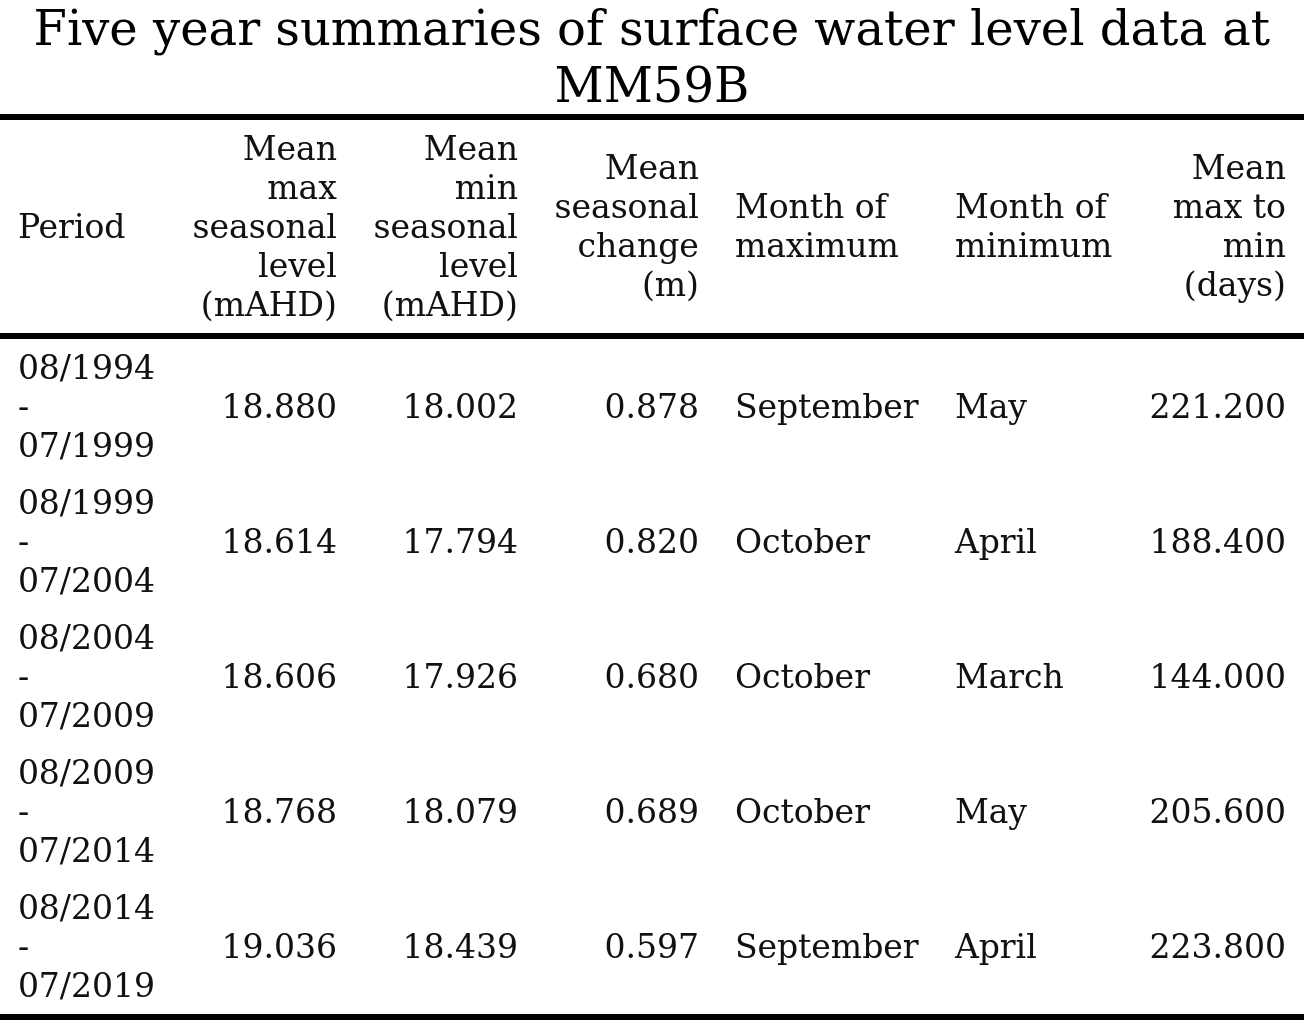 Five year summaries of surface water level data at
MM59B
Period
Mean
max
seasonal
level
(mAHD)
Mean
min
seasonal
level
(mAHD)
Mean
seasonal
change
(m)
Month of
maximum
Month of
minimum
Mean
max to
min
(days)
08/1994
-
07/1999
18.880
18.002
0.878
September
May
221.200
08/1999
-
07/2004
18.614
17.794
0.820
October
April
188.400
08/2004
-
07/2009
18.606
17.926
0.680
October
March
144.000
08/2009
-
07/2014
18.768
18.079
0.689
October
May
205.600
08/2014
-
07/2019
19.036
18.439
0.597
September
April
223.800